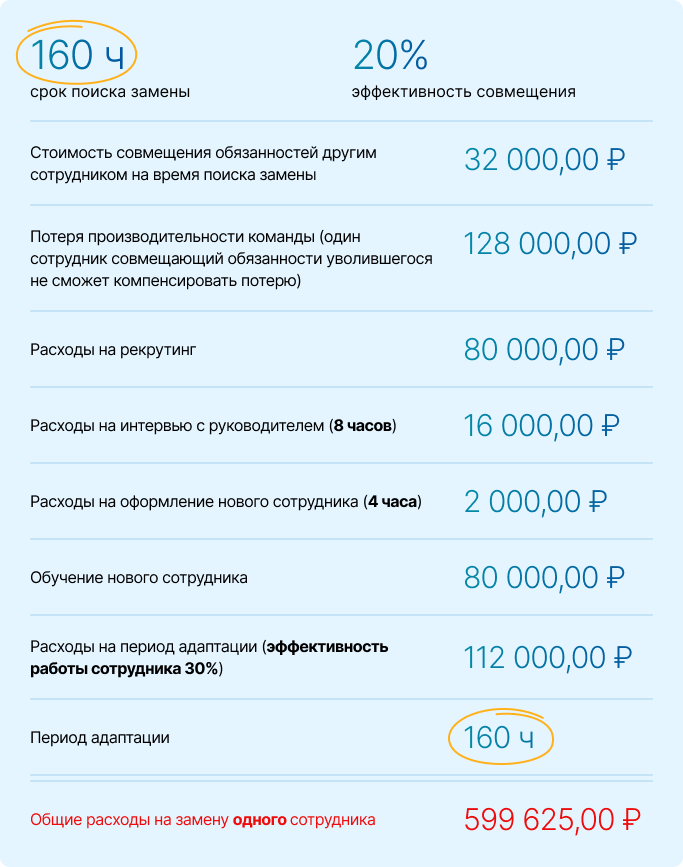 160 ч
20%
срок поиска замены
эффективность совмещения
Стоимость совмещения обязанностей другим
сотрудником на время поиска замены
32 000,00 ₽
Потеря производительности команды (один
сотрудник совмещающий обязанности уволившегося
не сможет компенсировать потерю)
128 000,00 ₽
Расходы на рекрутинг
80 000,00 ₽
Расходы на интервью с руководителем (8 часов)
16 000,00 ₽
Расходы на оформление нового сотрудника (4 часа)
2 000,00 ₽
Обучение нового сотрудника
80 000,00 ₽
Расходы на период адаптации (эффективность
работы сотрудника 30%)
112 000,00 ₽
Период адаптации
160 ч
Общие расходы на замену одного сотрудника
599 625,00 ₽